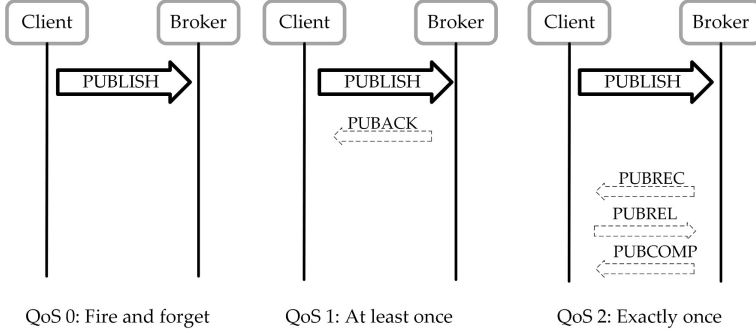 Client Broker Client Broker Client Broker
PUBLISH PUBLISH PUBLISH
PUBACK
PUBREC
PUBREL
PUBCOMP
QoS 0: Fire and forget QoS 1: At least once QoS 2: Exactly once